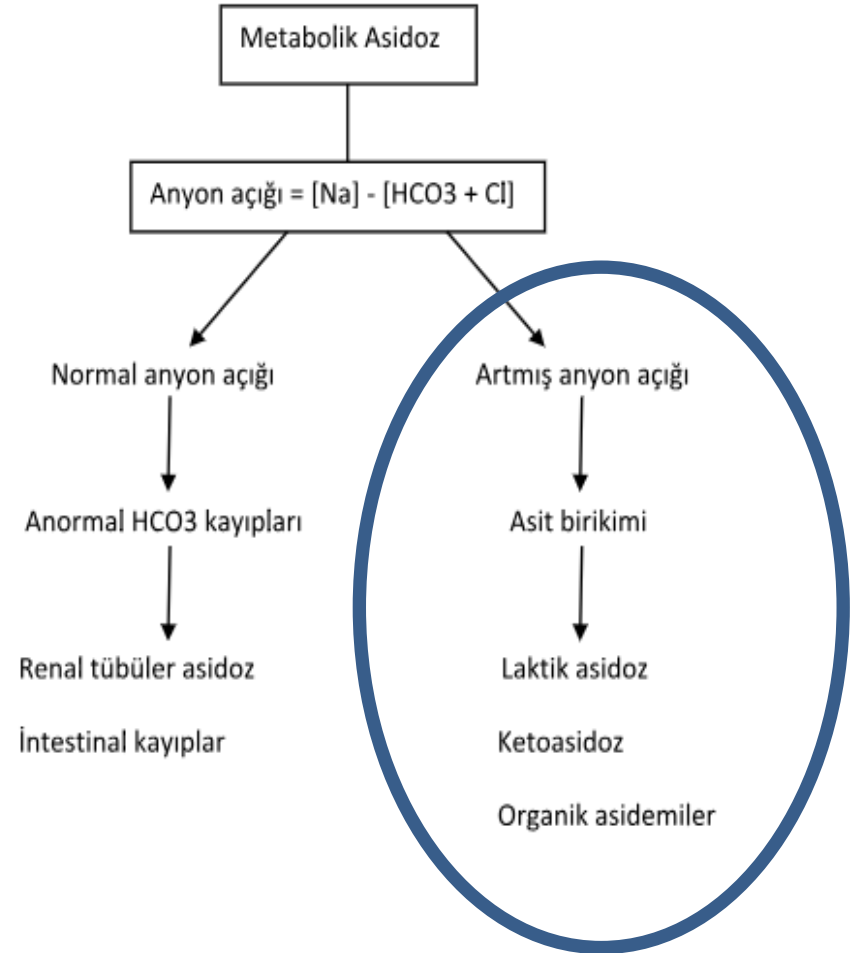 Metabolik Asidoz
Anyon açığı = [Na] - [HCO3 + Cl]
Normal anyon açığı
Anormal HCO3 kayıpları
Renal tübüler asidoz
İntestinal kayıplar
Artmış anyon açığı
Asit birikimi
Laktik asidoz
Ketoasidoz
Organik asidemiler